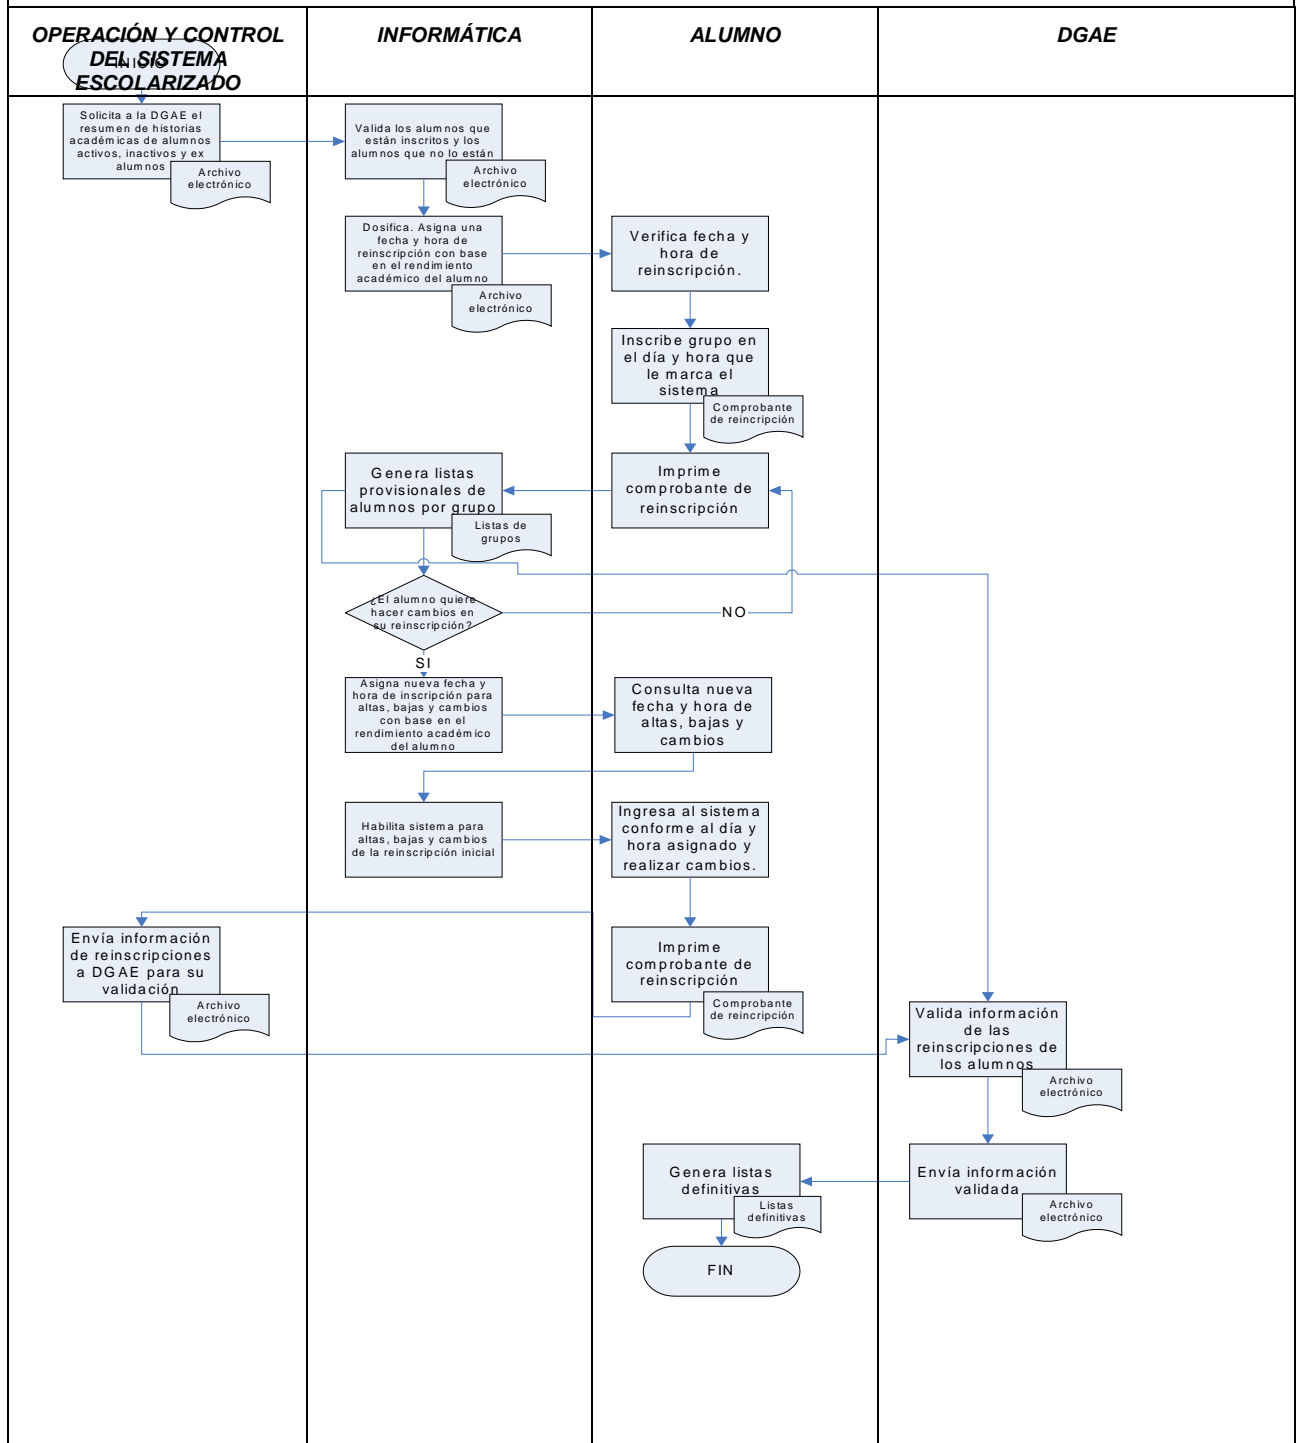 OPERACIÓN Y CONTROL
DEL SISTEMA
ESCOLARIZADO
INFORMÁTICA
ALUMNO
DGAE
INICIO
Solicita a la DGAE el
resumen de historias
académicas de alumnos
activos, inactivos y ex
alumnos
Archivo
electrónico
Valida los alumnos que
están inscritos y los
alumnos que no lo están
Archivo
electrónico
Dosifica. Asigna una
fecha y hora de
reinscripción con base
en el rendimiento
académico del alumno
Archivo
electrónico
Verifica fecha y
hora de
reinscripción.
Inscribe grupo en
el día y hora que
le marca el
sistema
Comprobante
de reincripción
Genera listas
provisionales de
alumnos por grupo
Listas de
grupos
Imprime
comprobante de
reinscripción
¿El alumno quiere
hacer cambios en
su reinscripción?
NO
SI
Asigna nueva fecha y
hora de inscripción para
altas, bajas y cambios
con base en el
rendimiento académico
del alumno
Consulta nueva
fecha y hora de
altas, bajas y
cambios
Habilita sistema para
altas, bajas y cambios
de la reinscripción inicial
Ingresa al sistema
conforme al día y
hora asignado y
realizar cambios.
Envía información
de reinscripciones
a DGAE para su
validación
Archivo
electrónico
Imprime
comprobante de
reinscripción
Comprobante
de reincripción
Valida información
de las
reinscripciones de
los alumnos
Archivo
electrónico
Genera listas
definitivas
Listas
definitivas
Envía información
validada
Archivo
electrónico
FIN